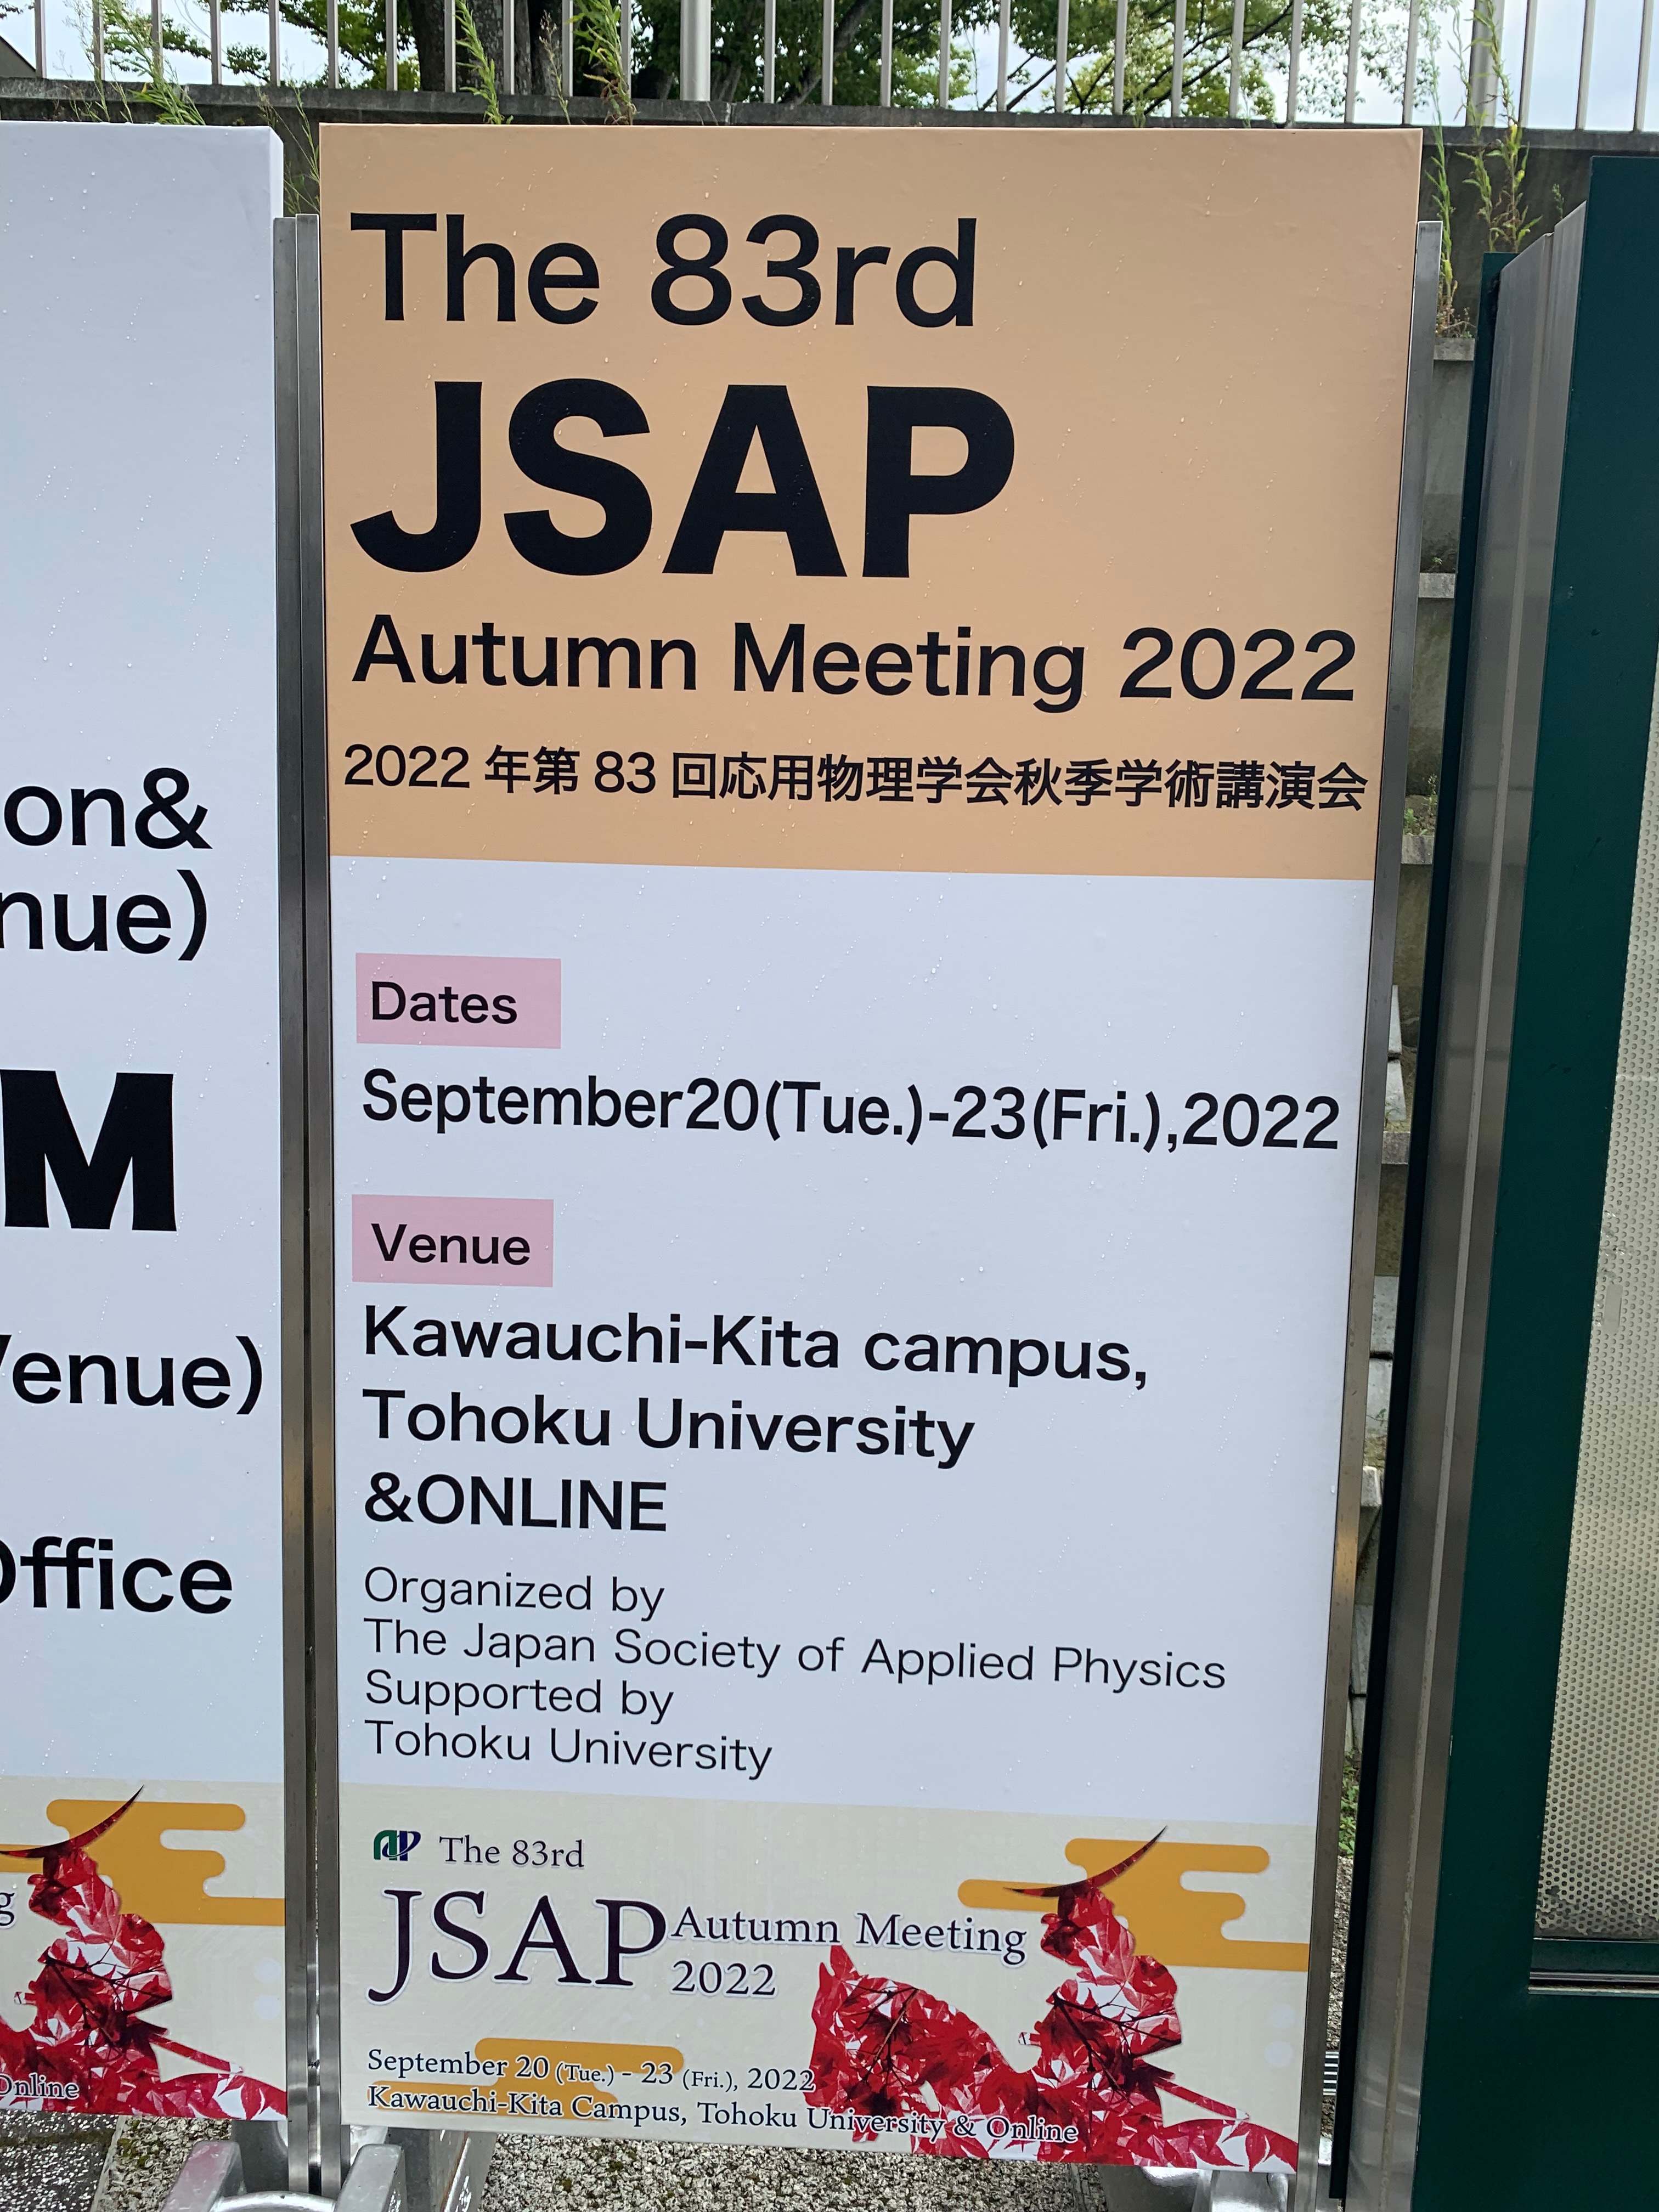 on&
nue)
M
Venue)
Office
g
Online
The 83rd
JSAP
Autumn Meeting 2022
2022 年第 83 回応用物理学会秋季学術講演会
Dates
September20(Tue.)-23(Fri.),2022
Venue
Kawauchi-Kita campus,
Tohoku University
&ONLINE
Organized by
The Japan Society of Applied Physics
Supported by
Tohoku University
The 83rd
JSAP Autumn Meeting
2022
September 20 (Tue.) - 23 (Fri.), 2022
Kawauchi-Kita Campus, Tohoku University & Online